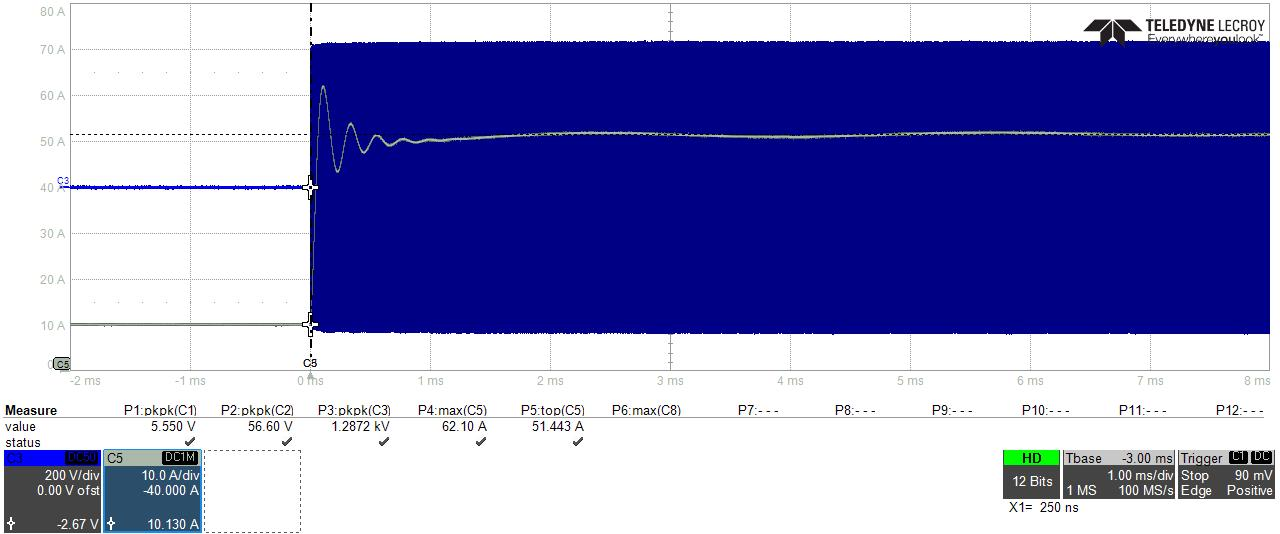 80 A
TELEDYNE LECROY
Everywhereyoulook™
70 A
60 A
50 A
C3
40 A
30 A
20 A
10 A
0
C5
C5
-2 ms -1 ms 0 ms 1 ms 2 ms 3 ms 4 ms 5 ms 6 ms 7 ms 8 ms
Measure P1:pkpk(C1) P2:pkpk(C2) P3:pkpk(C3) P4:max(C5) P5:top(C5) P6:max(C8) P7:- - - P8:- - - P9:- - - P10:- - - P11:- - - P12:- - -
value 5.550 V 56.60 V 1.2872 kV 62.10 A 51.443 A
status
C3 DC50
200 V/div
0.00 V ofst
-2.67 V
C5 DC1M
10.0 A/div
-40.000 A
10.130 A
HD
12 Bits
Tbase -3.00 ms
1.00 ms/div
1 MS 100 MS/s
Trigger C1 DC
Stop 90 mV
Edge Positive
X1= 250 ns